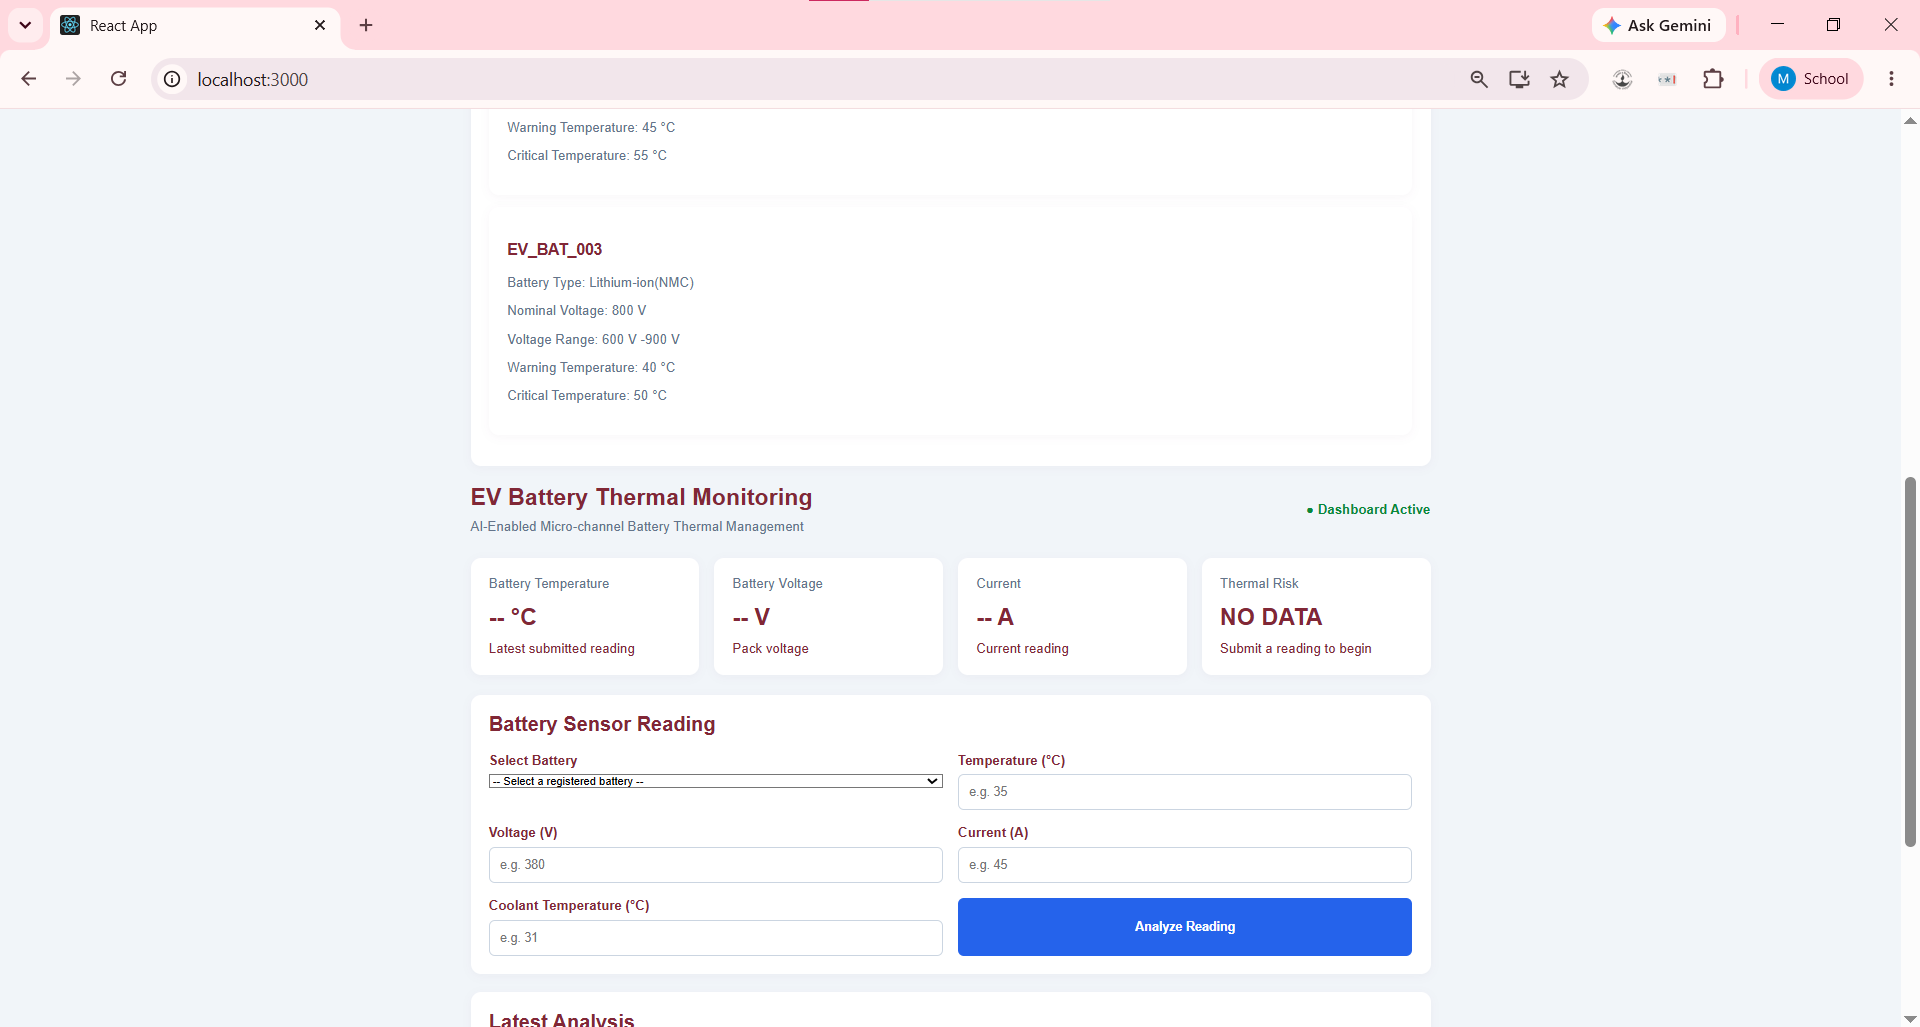 React App
Ask Gemini
localhost:3000
M
School
Warning Temperature: 45 °C
Critical Temperature: 55 °C
EV_BAT_003
Battery Type: Lithium-ion(NMC)
Nominal Voltage: 800 V
Voltage Range: 600 V -900 V
Warning Temperature: 40 °C
Critical Temperature: 50 °C
EV Battery Thermal Monitoring
AI-Enabled Micro-channel Battery Thermal Management
● Dashboard Active
Battery Temperature
-- °C
Latest submitted reading
Battery Voltage
-- V
Pack voltage
Current
-- A
Current reading
Thermal Risk
NO DATA
Submit a reading to begin
Battery Sensor Reading
Select Battery
-- Select a registered battery --
Temperature (°C)
e.g. 35
Voltage (V)
e.g. 380
Current (A)
e.g. 45
Coolant Temperature (°C)
e.g. 31
Analyze Reading
Latest Analysis